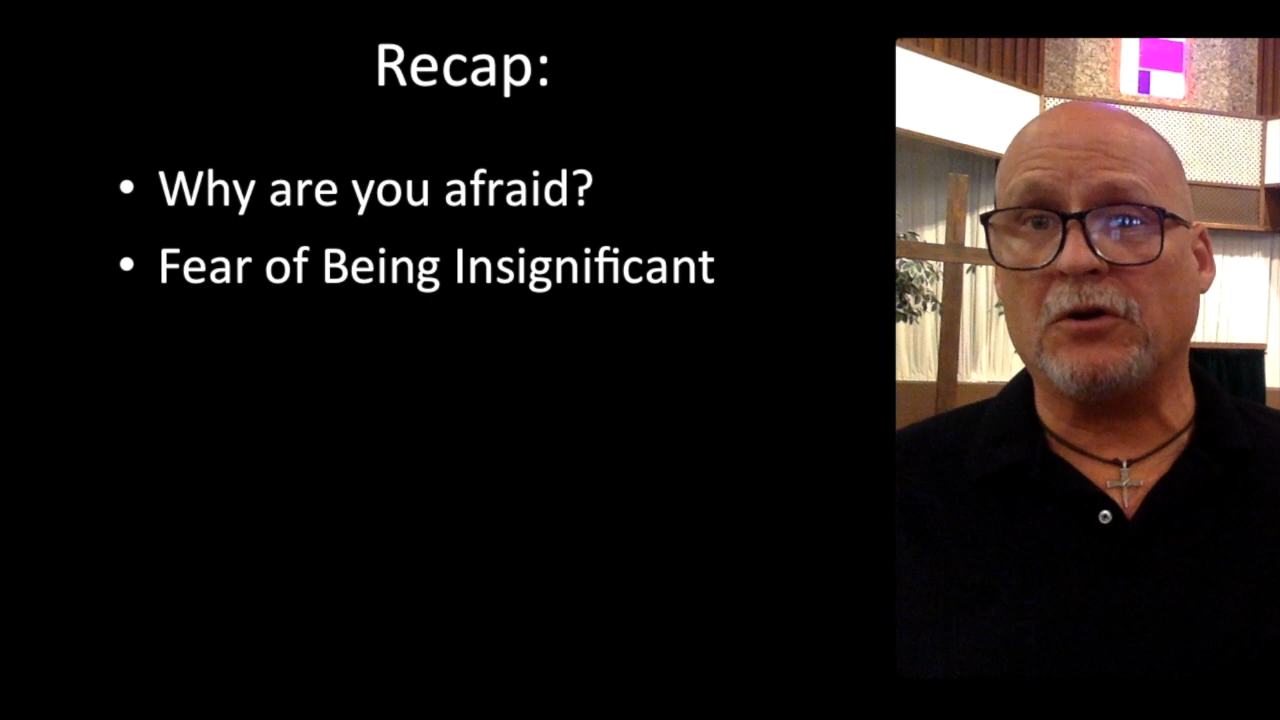 Recap:
• Why are you afraid?
• Fear of Being Insignificant